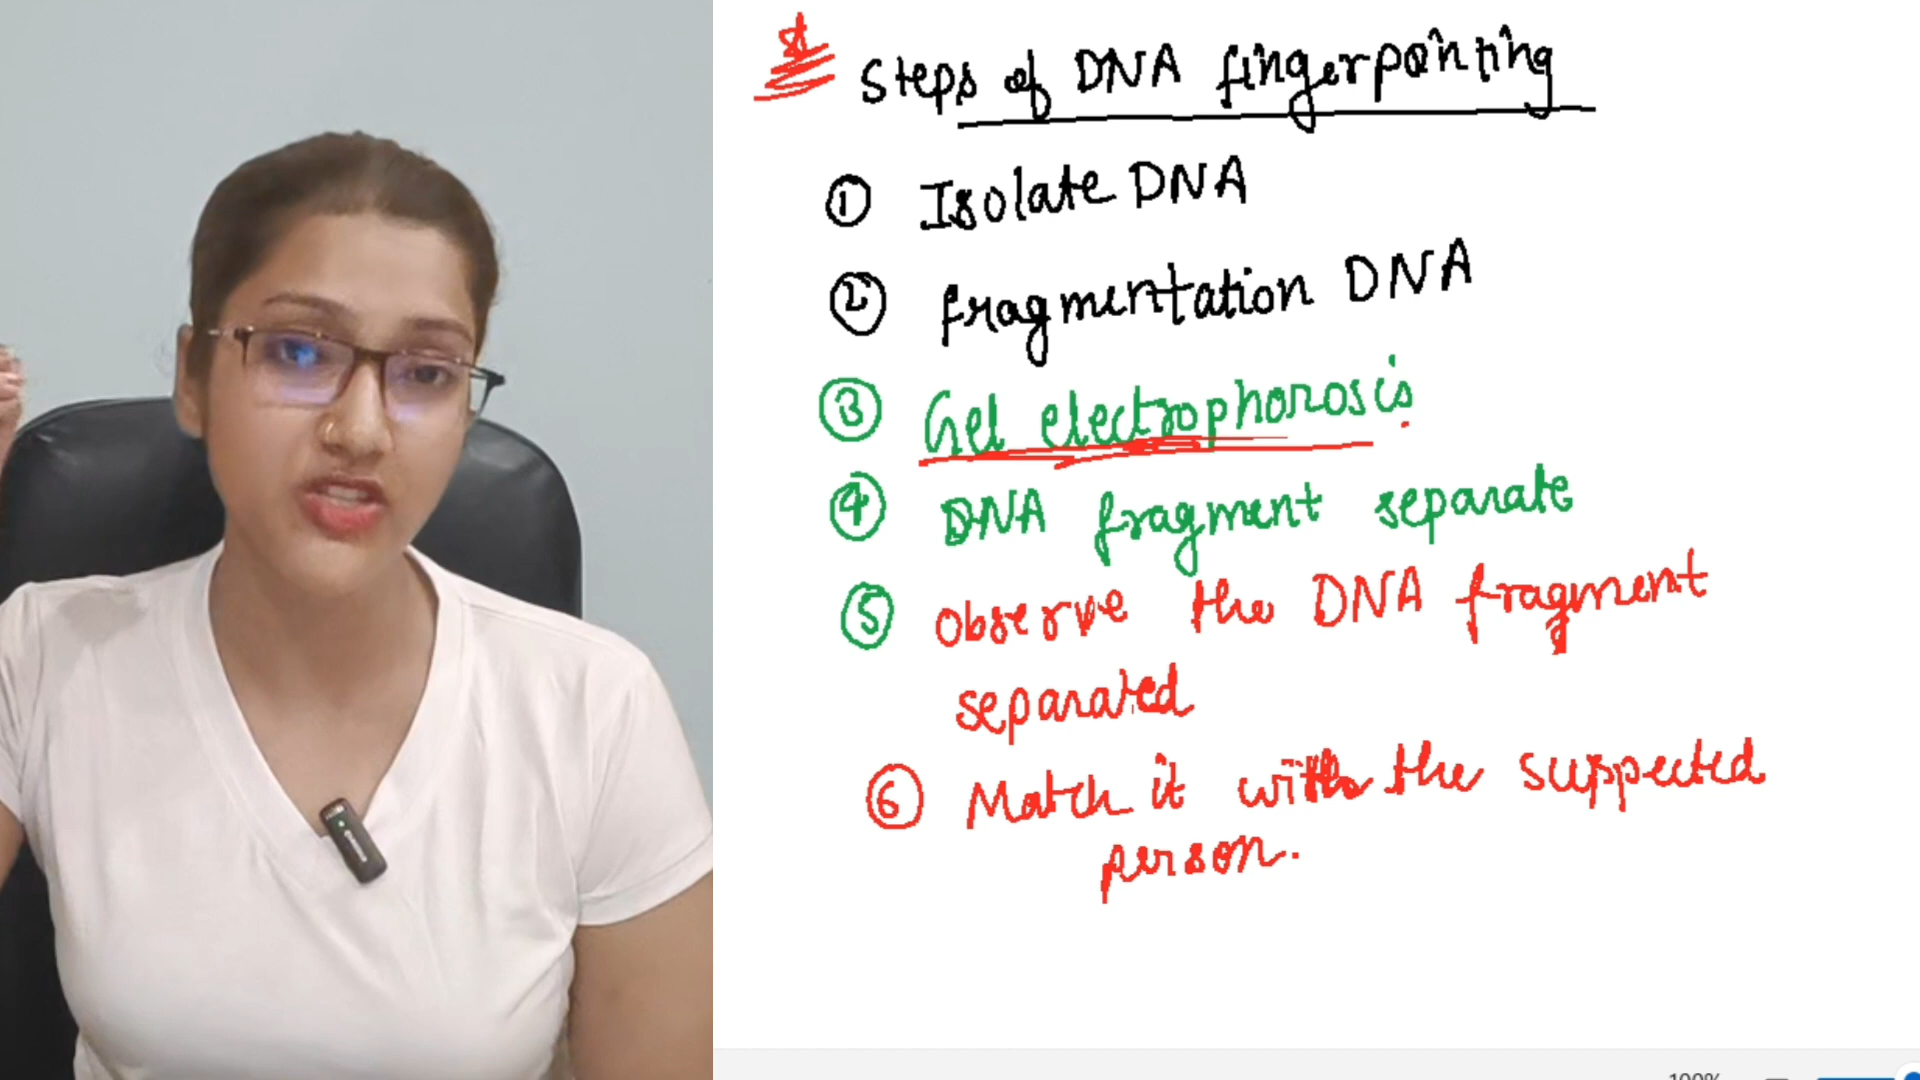 Steps of DNA fingerpointing
① Isolate DNA
② fragmentation DNA
③ Gel electrophorosis
④ DNA fragment separate
⑤ Observe the DNA fragment
separated
⑥ Match it with the suspected
person.